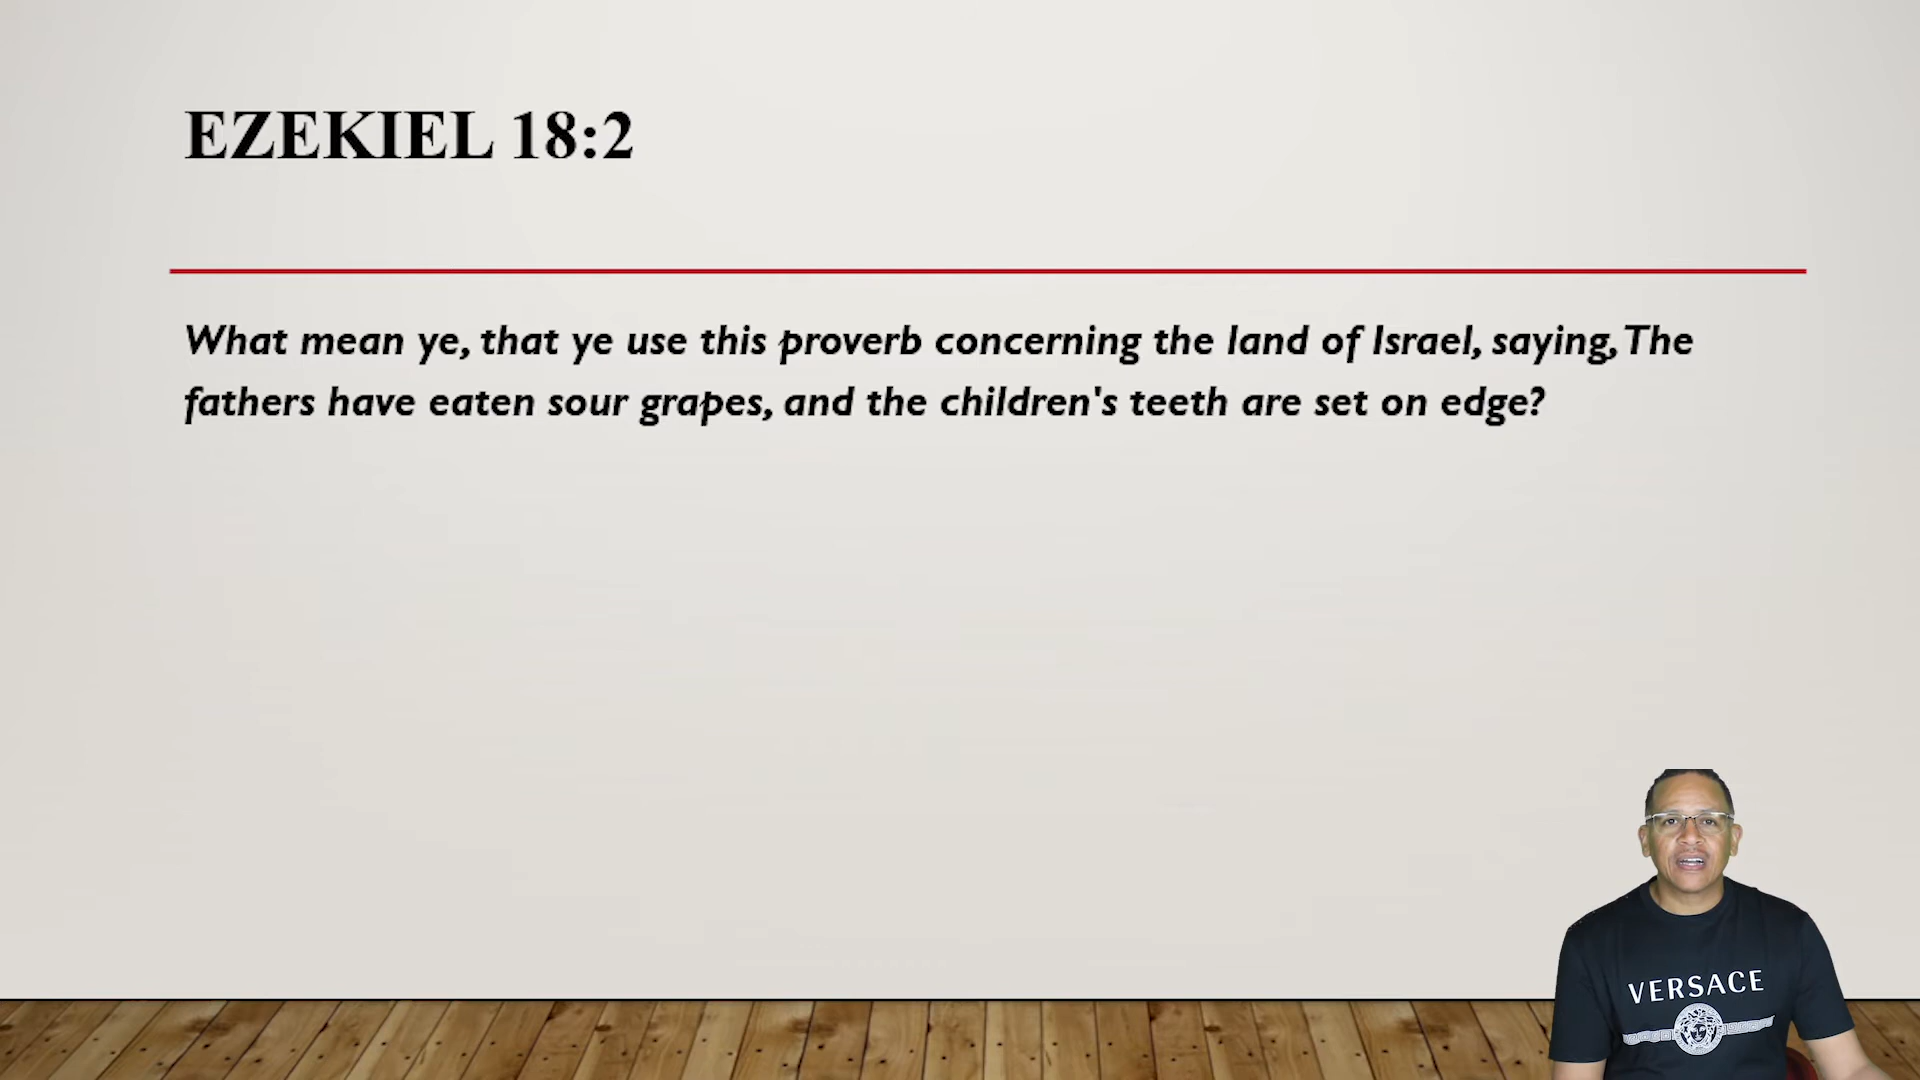 EZEKIEL 18:2
What mean ye, that ye use this proverb concerning the land of Israel, saying, The
fathers have eaten sour grapes, and the children's teeth are set on edge?
VERSACE